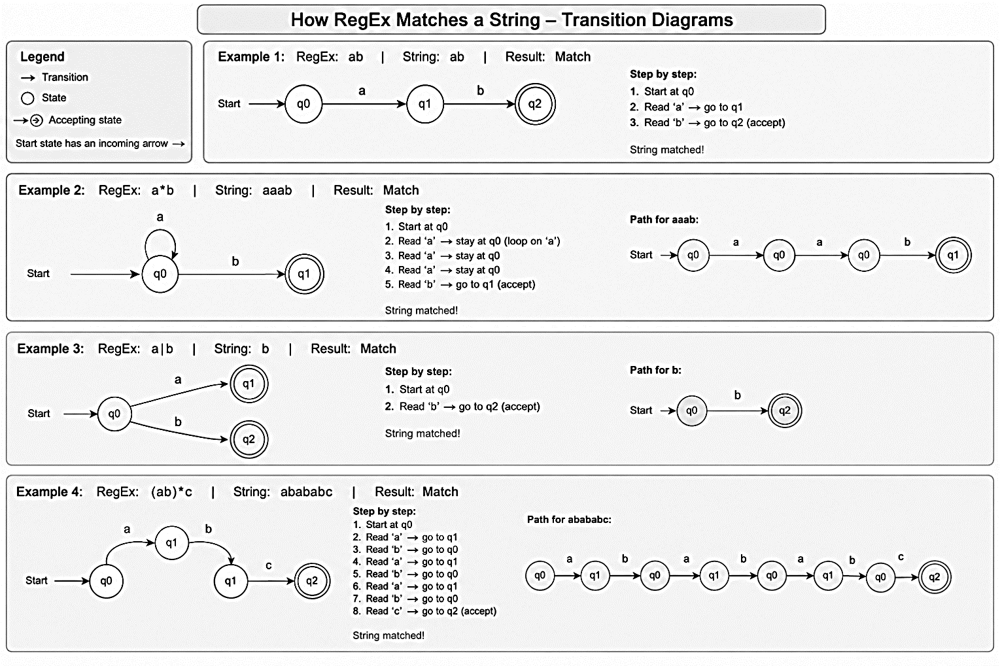 How RegEx Matches a String – Transition Diagrams
Legend
→ Transition
State
Accepting state
Start state has an incoming arrow →
Example 1: RegEx: ab | String: ab | Result: Match
Start
q0
a
q1
b
q2
Step by step:
1. Start at q0
2. Read ‘a’ → go to q1
3. Read ‘b’ → go to q2 (accept)
String matched!
Example 2: RegEx: a*b | String: aaab | Result: Match
a
Start
q0
b
q1
Step by step:
1. Start at q0
2. Read ‘a’ → stay at q0 (loop on ‘a’)
3. Read ‘a’ → stay at q0
4. Read ‘a’ → stay at q0
5. Read ‘b’ → go to q1 (accept)
String matched!
Path for aaab:
Start
q0
a
q0
a
q0
b
q1
Example 3: RegEx: a|b | String: b | Result: Match
Start
q0
a
q1
b
q2
Step by step:
1. Start at q0
2. Read ‘b’ → go to q2 (accept)
String matched!
Path for b:
Start
q0
b
q2
Example 4: RegEx: (ab)*c | String: abababc | Result: Match
Start
q0
a
q1
b
q1
c
q2
Step by step:
1. Start at q0
2. Read ‘a’ → go to q1
3. Read ‘b’ → go to q0
4. Read ‘a’ → go to q1
5. Read ‘b’ → go to q0
6. Read ‘a’ → go to q1
7. Read ‘b’ → go to q0
8. Read ‘c’ → go to q2 (accept)
String matched!
Path for abababc:
q0
a
q1
b
q0
a
q1
b
q0
a
q1
b
q0
c
q2